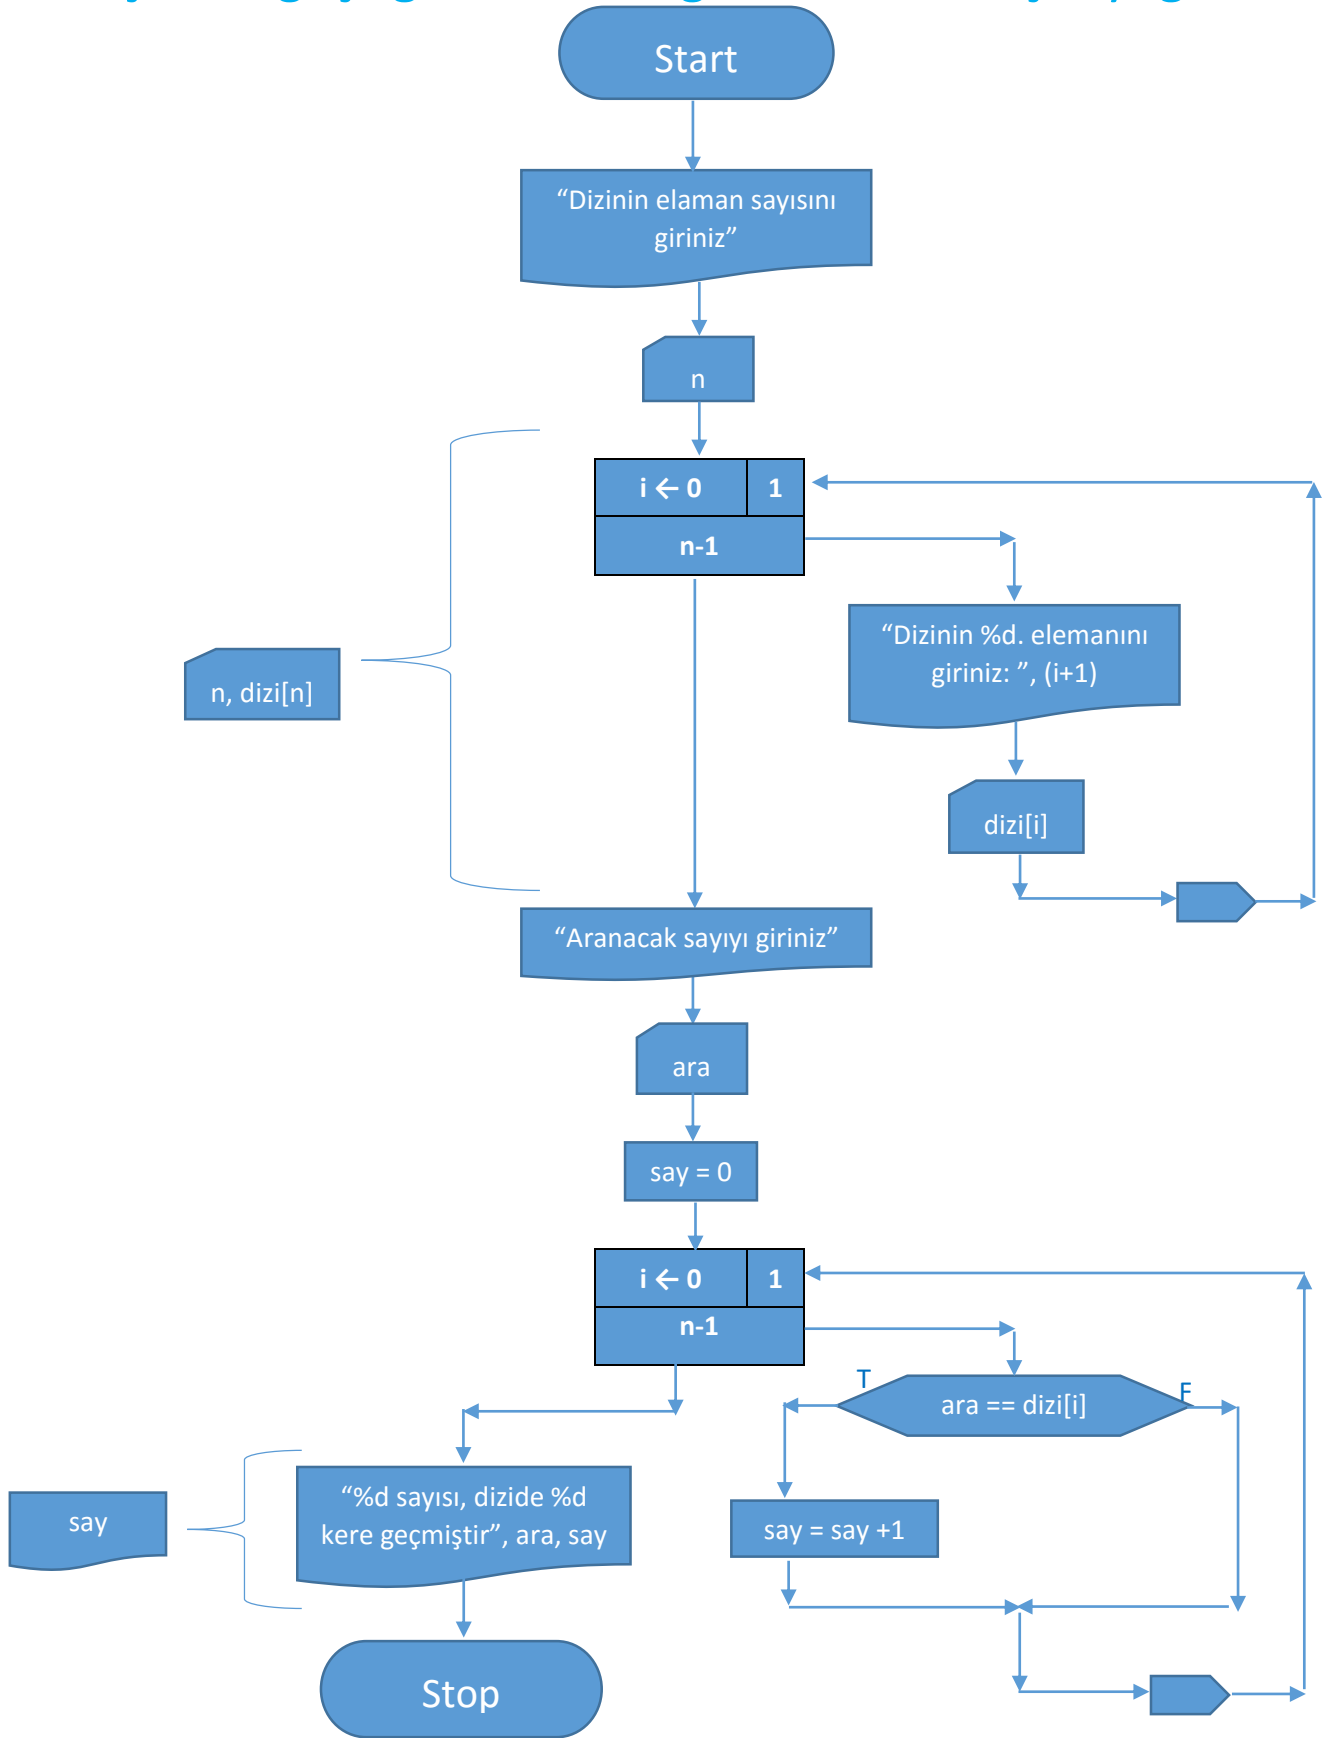 Start
“Dizinin elaman sayısını
giriniz”
n
i ← 0
1
n-1
“Dizinin %d. elemanını
giriniz: ”, (i+1)
n, dizi[n]
dizi[i]
“Aranacak sayıyı giriniz”
ara
say = 0
i ← 0
1
n-1
T
F
ara == dizi[i]
“%d sayısı, dizide %d
kere geçmiştir”, ara, say
say
say = say +1
Stop